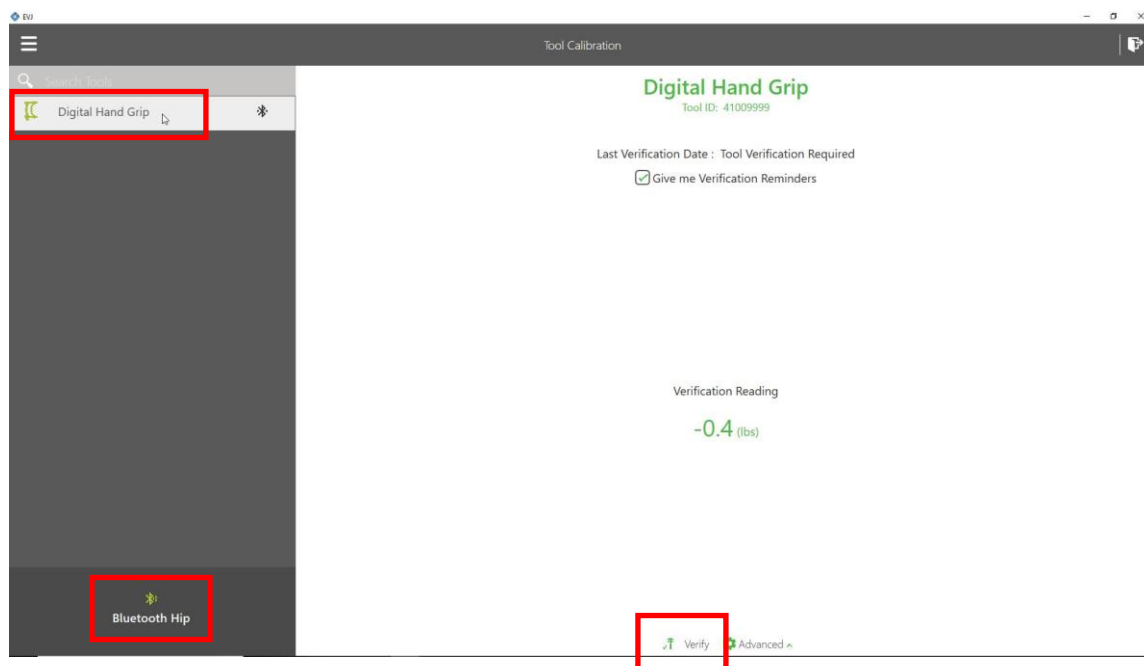 EVJ
Tool Calibration
Search Tools
Digital Hand Grip
Digital Hand Grip
Tool ID: 41009999
Last Verification Date : Tool Verification Required
Give me Verification Reminders
Verification Reading
-0.4 (lbs)
Bluetooth Hip
Verify
Advanced